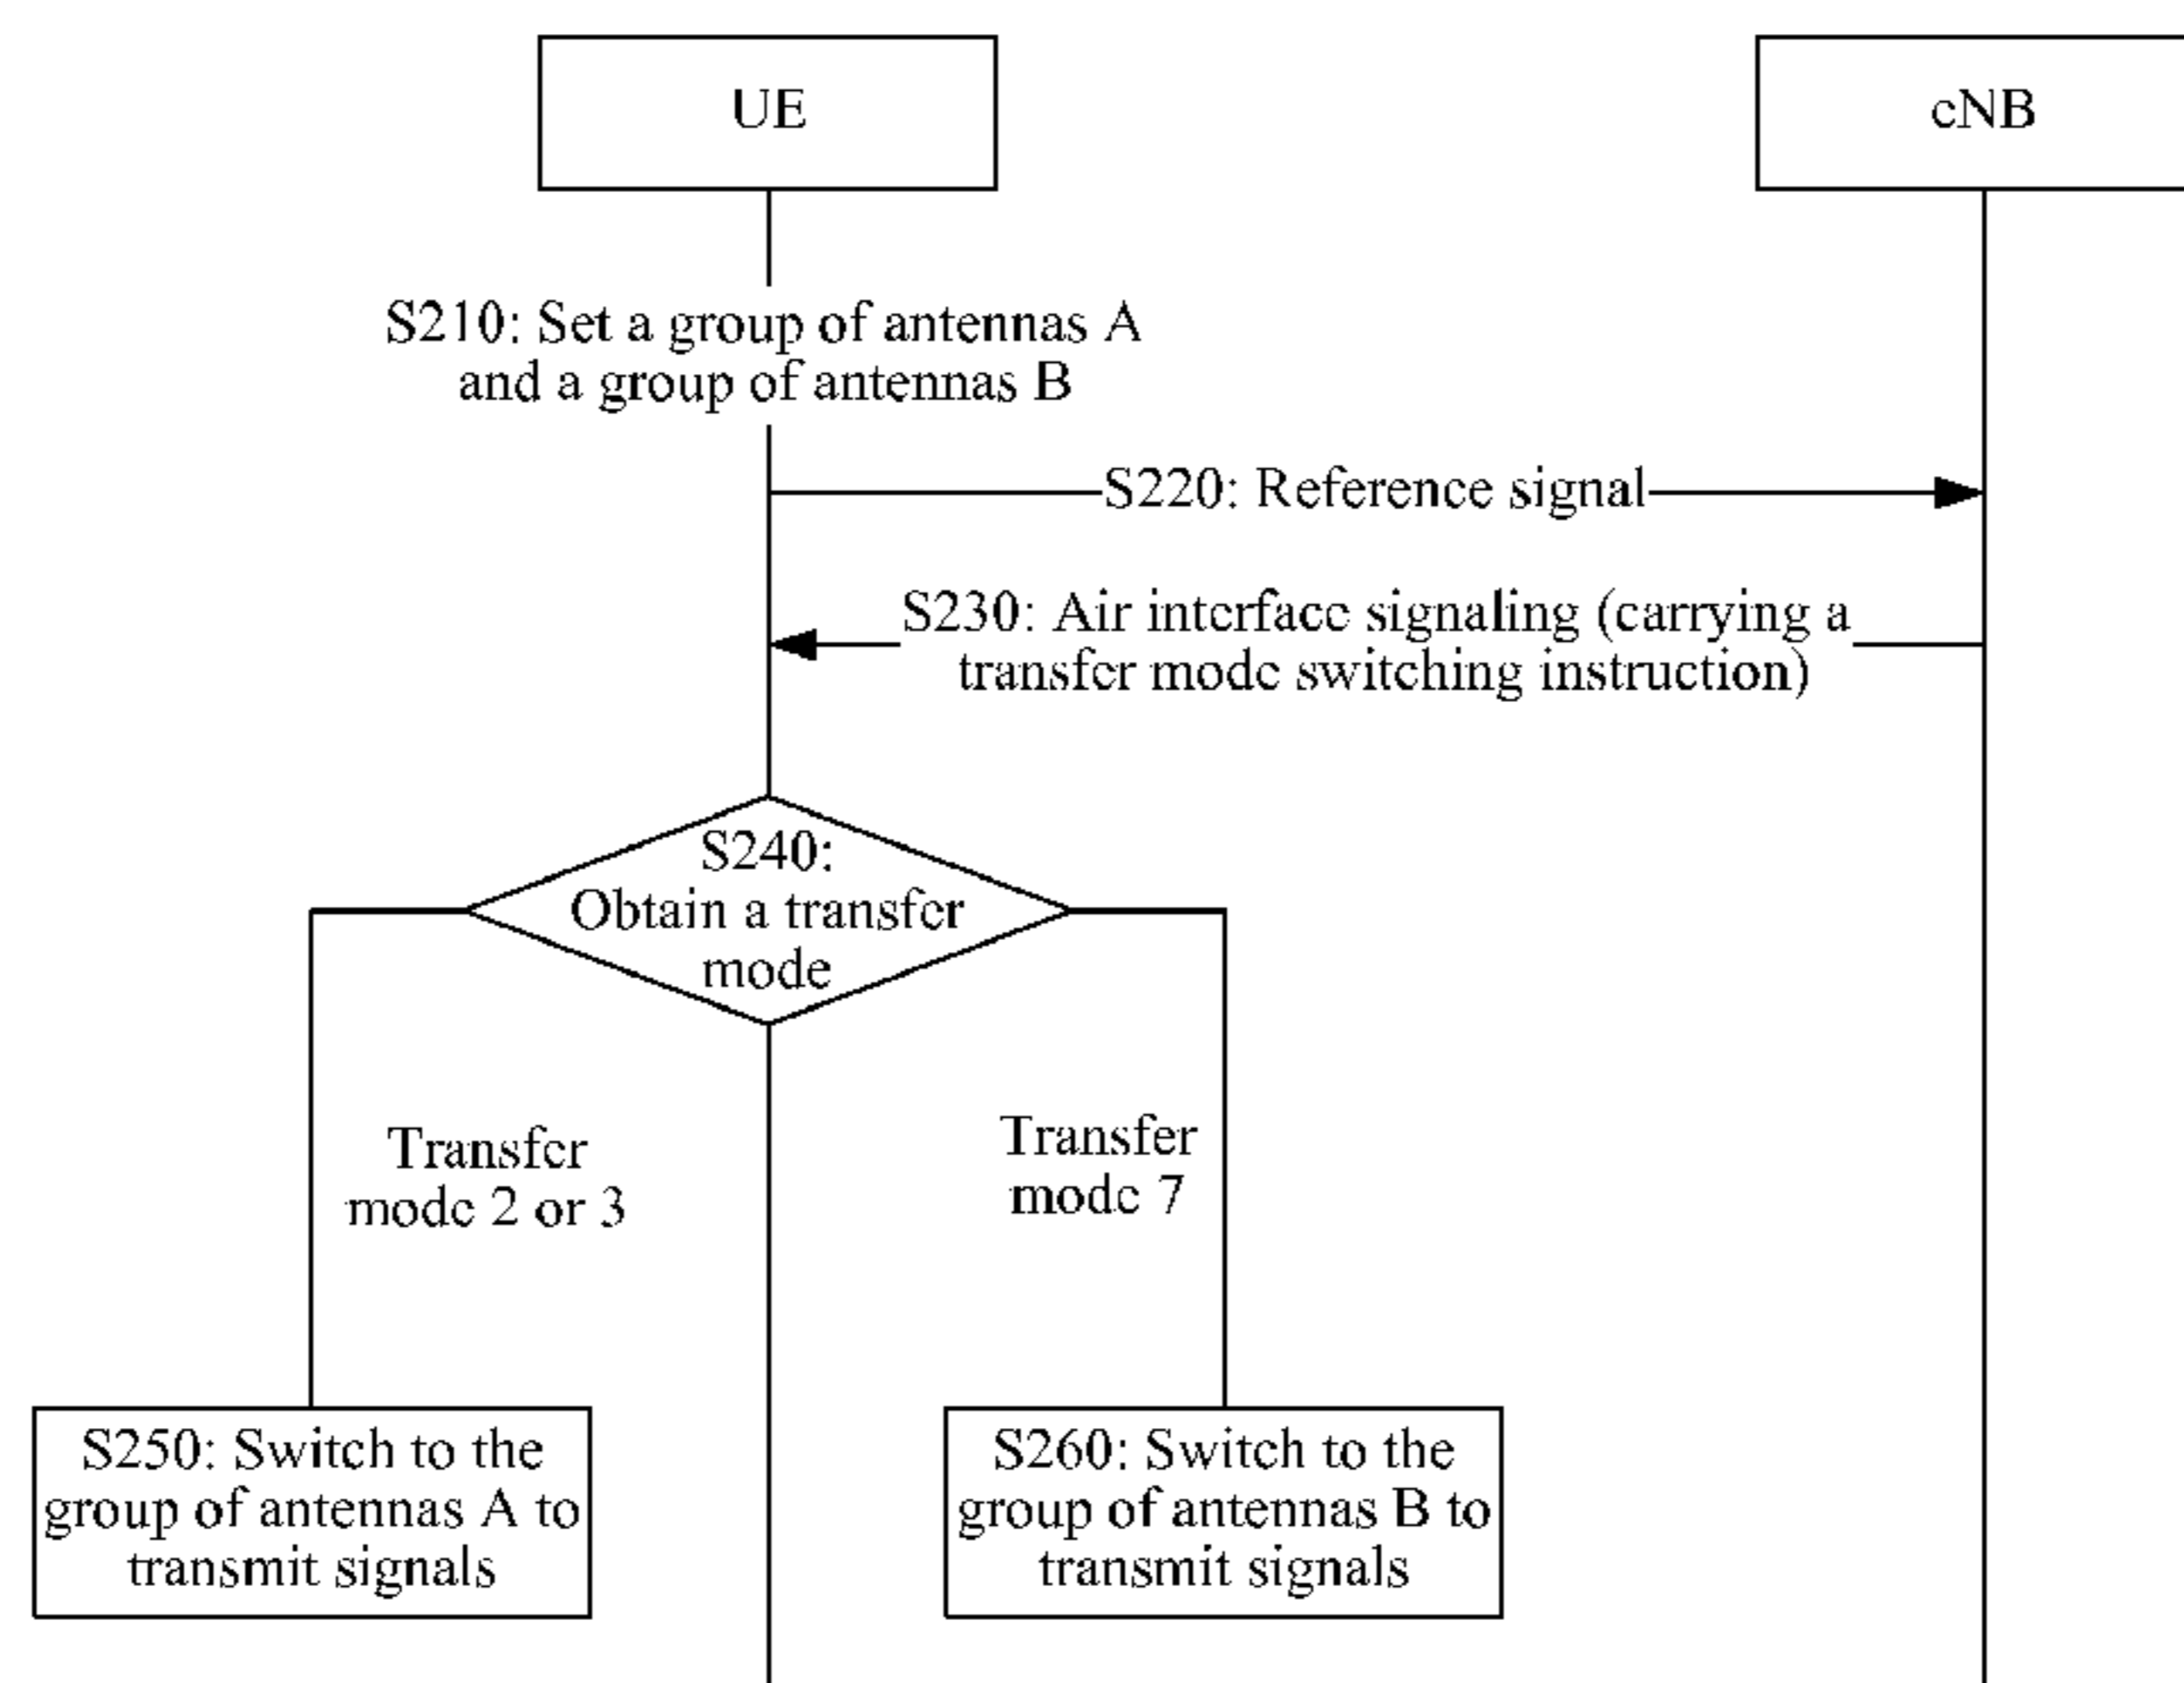 UE
eNB
S210: Set a group of antennas A
and a group of antennas B
S220: Reference signal
S230: Air interface signaling (carrying a
transfer mode switching instruction)
S240:
Obtain a transfer
mode
Transfer
mode 2 or 3
Transfer
mode 7
S250: Switch to the
group of antennas A to
transmit signals
S260: Switch to the
group of antennas B to
transmit signals